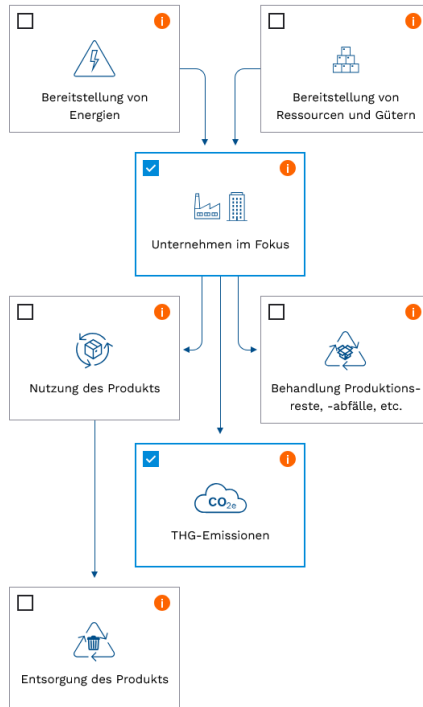 Bereitstellung von
Energien
Bereitstellung von
Ressourcen und Gütern
Unternehmen im Fokus
Nutzung des Produkts
Behandlung Produktions-
reste, -abfälle, etc.
CO2e
THG-Emissionen
Entsorgung des Produkts